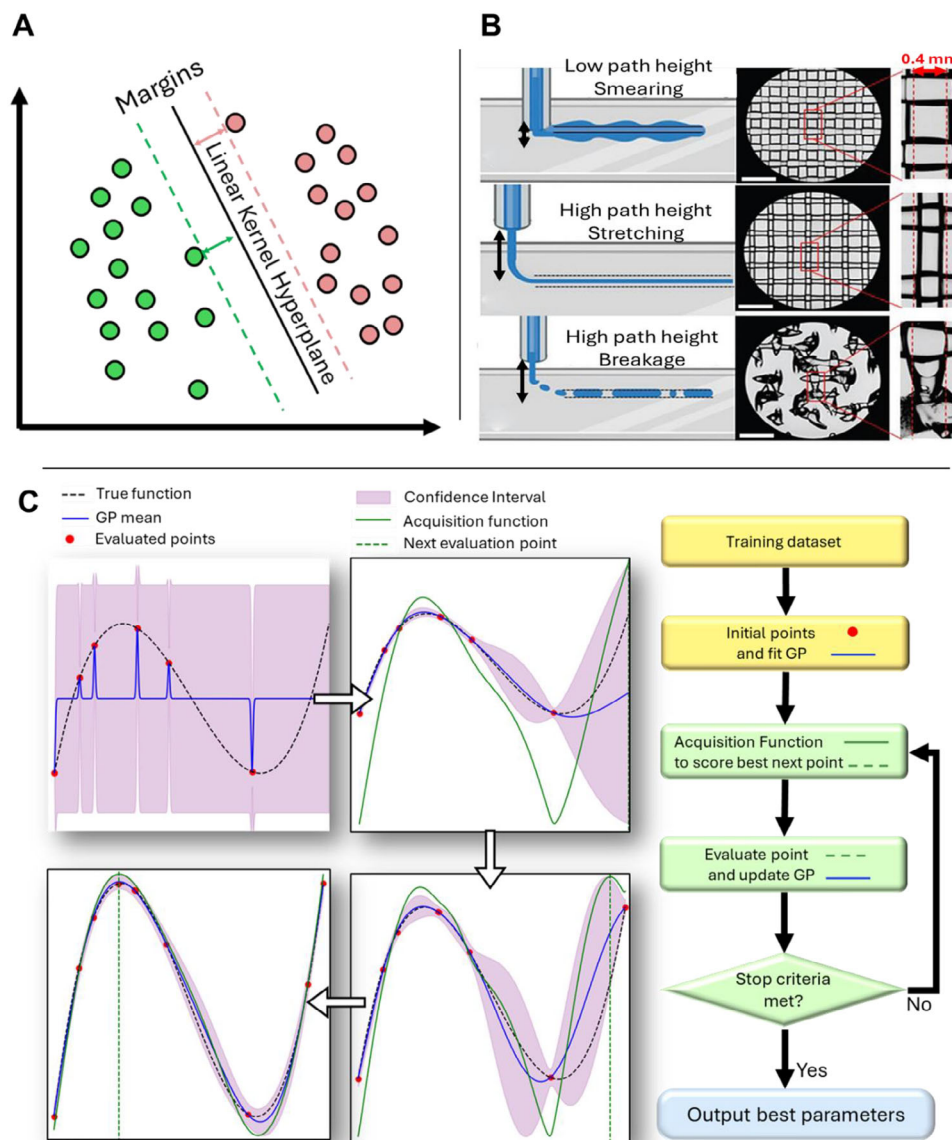 A
Margins
Linear Kernel Hyperplane
B
Low path height
Smearing
0.4 mm
High path height
Stretching
High path height
Breakage
C
True function
GP mean
Evaluated points
Confidence Interval
Acquisition function
Next evaluation point
Training dataset
Initial points
and fit GP
Acquisition Function
to score best next point
Evaluate point
and update GP
Stop criteria
met?
No
Yes
Output best parameters